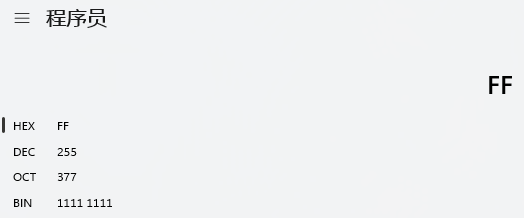 程序员
FF
HEX FF
DEC 255
OCT 377
BIN 1111 1111